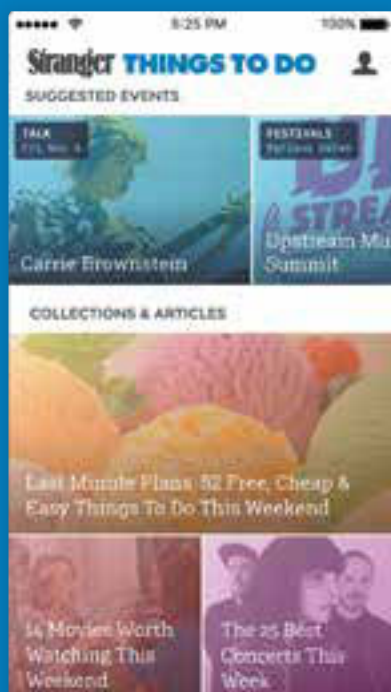 5:25 PM
100%
Stranger THINGS TO DO
SUGGESTED EVENTS
TALK
FESTIVALS
STREA
Carrie Brownstein
Upstream Mu
Summit
COLLECTIONS & ARTICLES
Last Minute Plans: 52 Free, Cheap &
Easy Things To Do This Weekend
14 Movies Worth
Watching This
Weekend
The 25 Best
Concerts This
Week